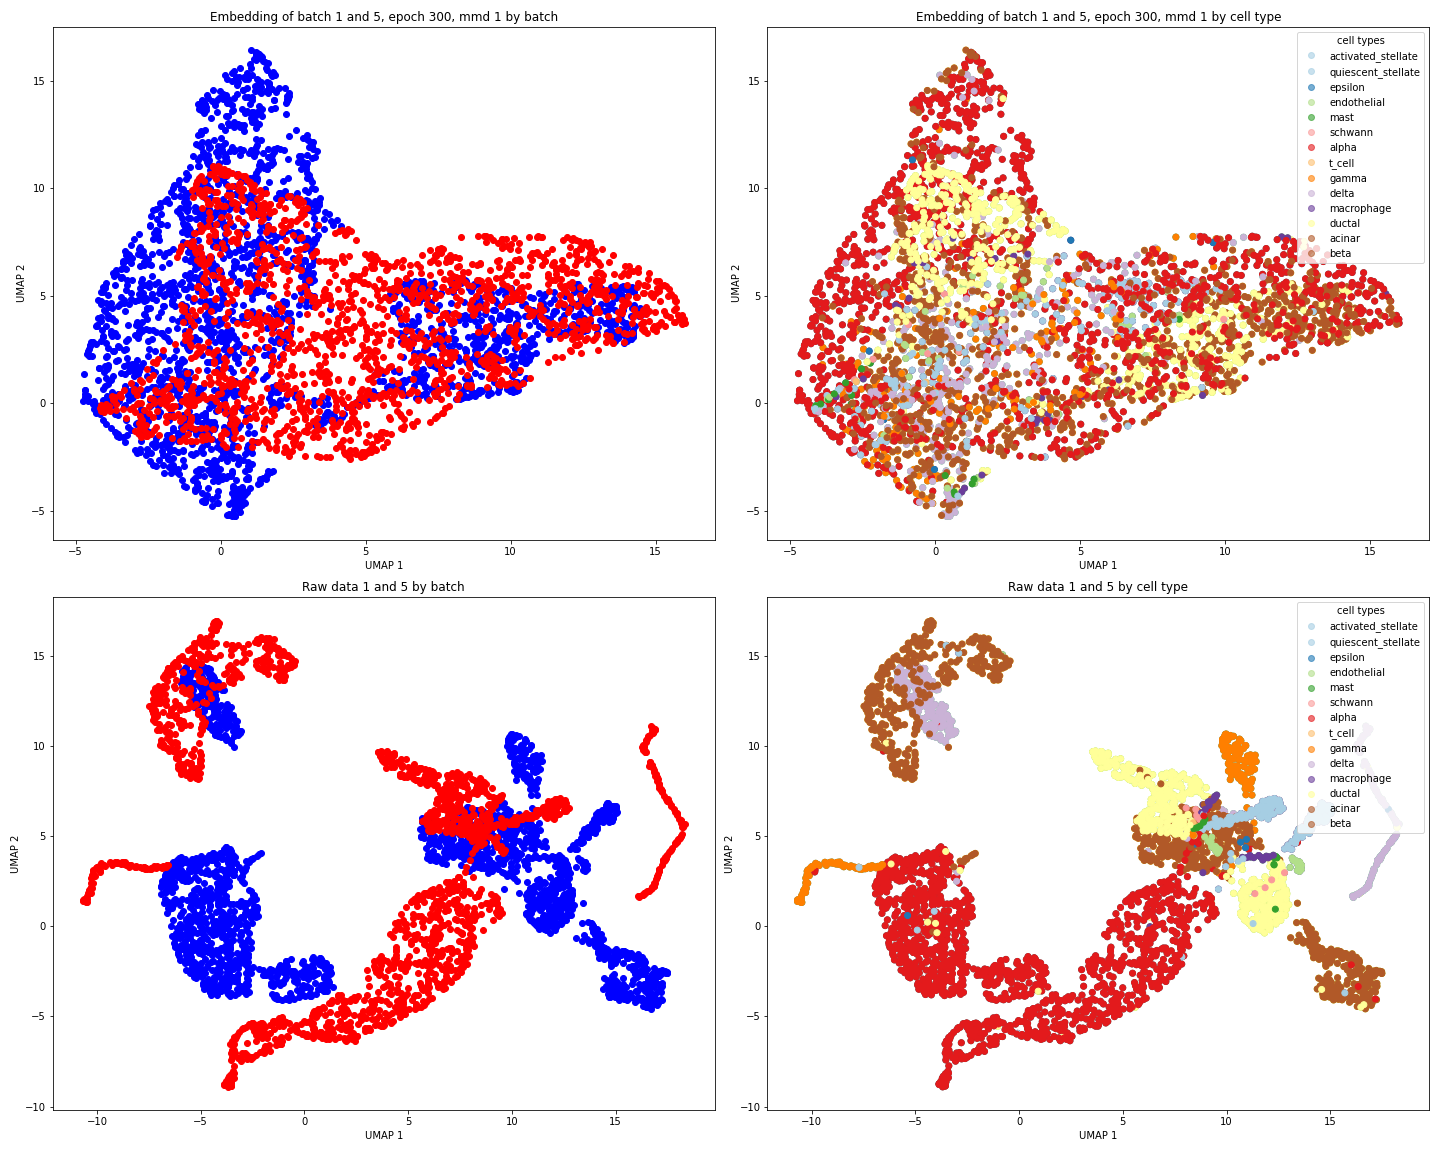 Embedding of batch 1 and 5, epoch 300, mmd 1 by batch
15
10
5
0
−5
UMAP 2
−5
0
5
10
15
UMAP 1
Embedding of batch 1 and 5, epoch 300, mmd 1 by cell type
15
10
5
0
−5
UMAP 2
−5
0
5
10
15
UMAP 1
cell types
activated_stellate
quiescent_stellate
epsilon
endothelial
mast
schwann
alpha
t_cell
gamma
delta
macrophage
ductal
acinar
beta
Raw data 1 and 5 by batch
15
10
5
0
−5
−10
UMAP 2
−10
−5
0
5
10
15
UMAP 1
Raw data 1 and 5 by cell type
15
10
5
0
−5
−10
UMAP 2
−10
−5
0
5
10
15
UMAP 1
cell types
activated_stellate
quiescent_stellate
epsilon
endothelial
mast
schwann
alpha
t_cell
gamma
delta
macrophage
ductal
acinar
beta